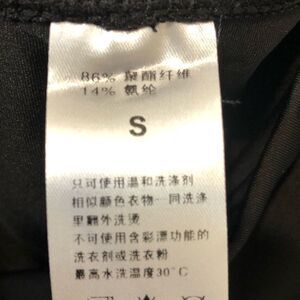 86% 聚酯纤维
14% 氨纶
S
只可使用温和洗涤剂
相似颜色衣物一同洗涤
里翻外洗烫
不可使用含彩漂功能的
洗衣剂或洗衣粉
最高水洗温度30°C